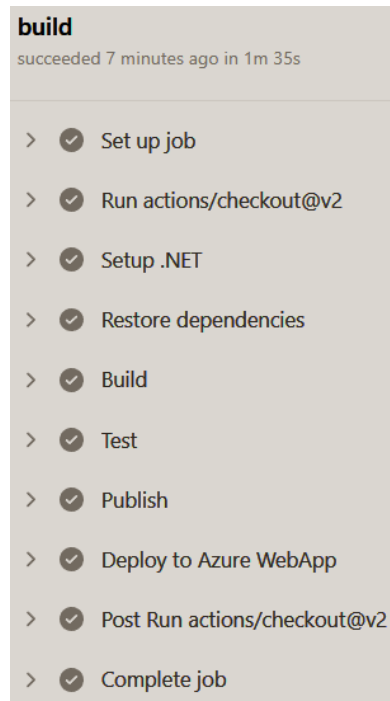 build
succeeded 7 minutes ago in 1m 35s
Set up job
Run actions/checkout@v2
Setup .NET
Restore dependencies
Build
Test
Publish
Deploy to Azure WebApp
Post Run actions/checkout@v2
Complete job